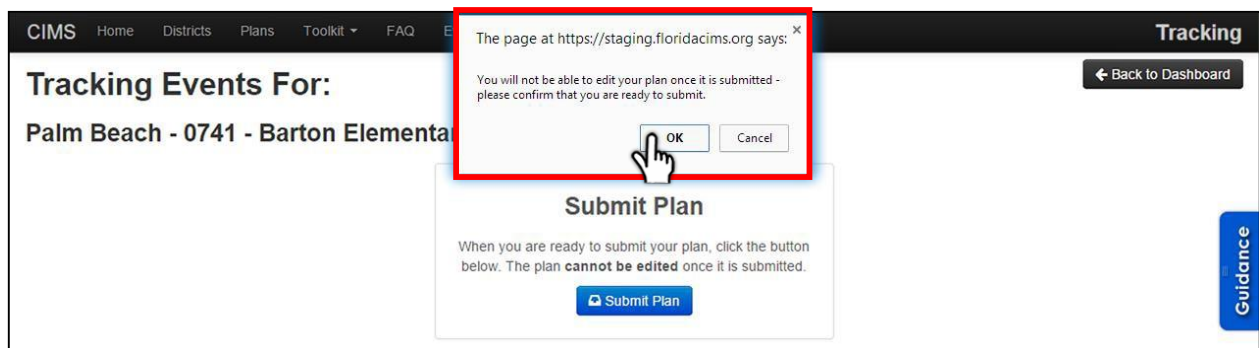 CIMS Home Districts Plans Toolkit FAQ
Tracking
The page at https://staging.floridacims.org says:
You will not be able to edit your plan once it is submitted -
please confirm that you are ready to submit.
OK Cancel
Back to Dashboard
Tracking Events For:
Palm Beach - 0741 - Barton
Submit Plan
When you are ready to submit your plan, click the button
below. The plan cannot be edited once it is submitted.
Submit Plan
Guidance